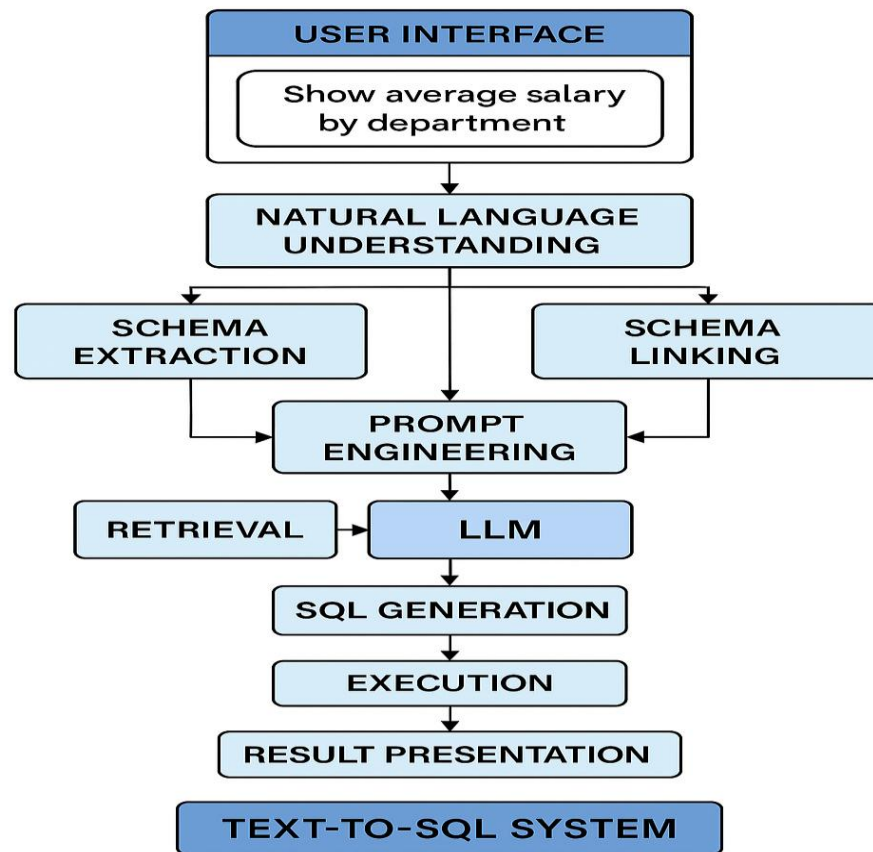 USER INTERFACE
Show average salary
by department
NATURAL LANGUAGE
UNDERSTANDING
SCHEMA
EXTRACTION
SCHEMA
LINKING
PROMPT
ENGINEERING
RETRIEVAL
LLM
SQL GENERATION
EXECUTION
RESULT PRESENTATION
TEXT-TO-SQL SYSTEM